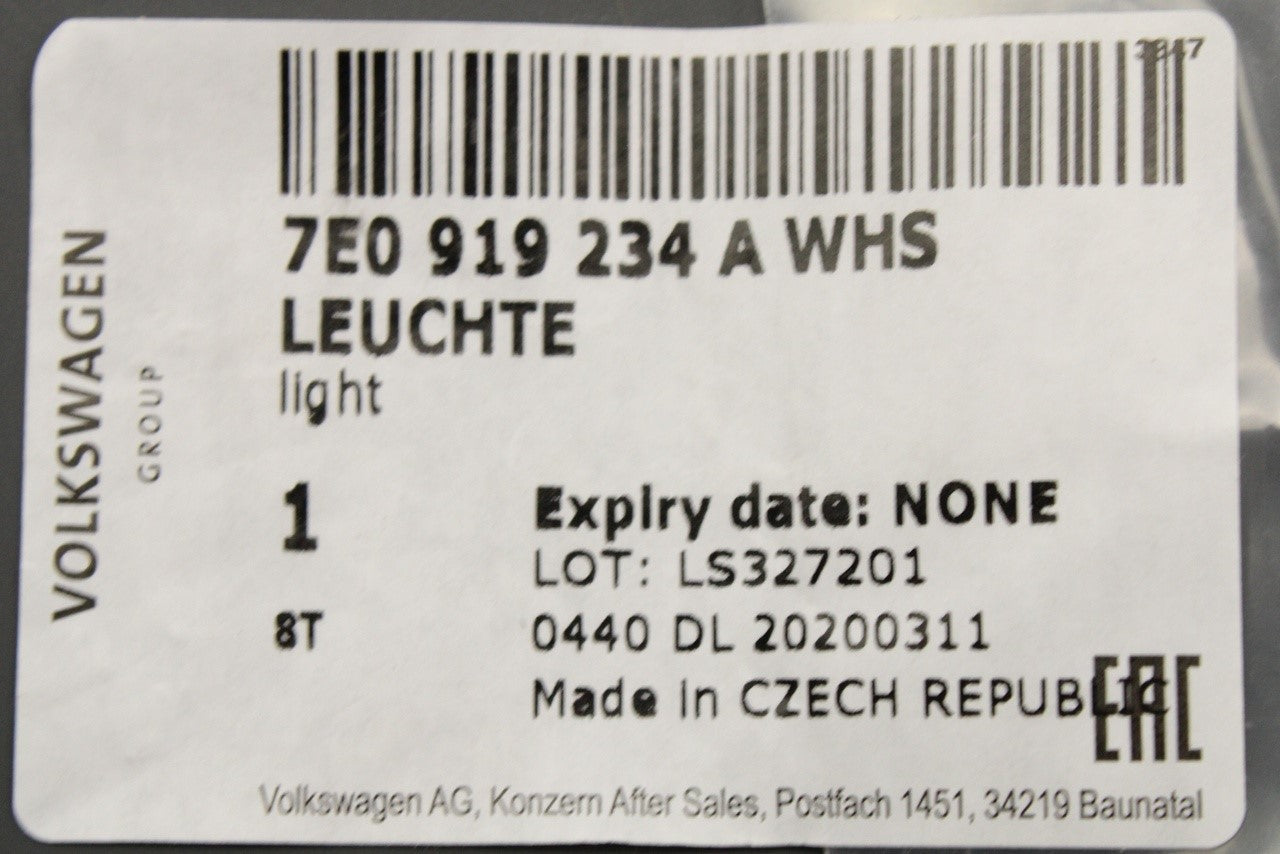 VOLKSWAGEN
GROUP
7E0 919 234 A WHS
LEUCHTE
light
1
Expiry date: NONE
LOT: LS327201
8T
0440 DL 20200311
Made in CZECH REPUBLIC
EAC
Volkswagen AG, Konzern After Sales, Postfach 1451, 34219 Baunatal